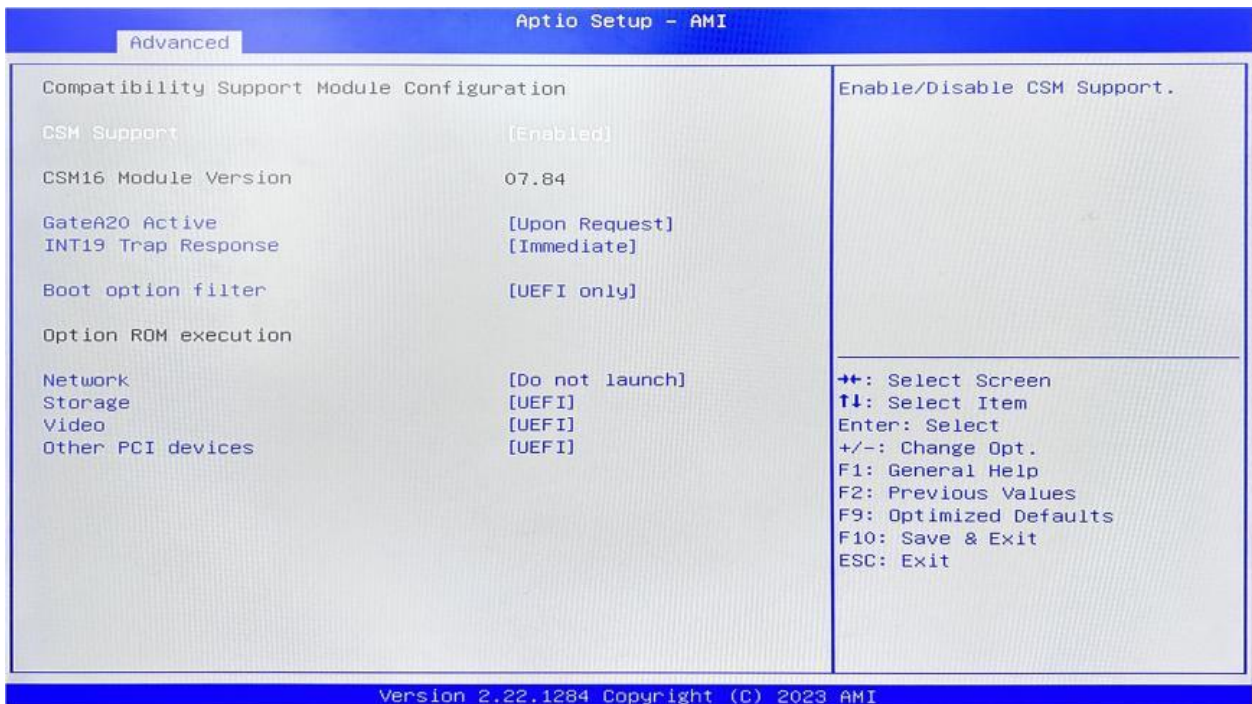 Aptio Setup - AMI
Advanced
Compatibility Support Module Configuration
CSM Support [Enabled]
CSM16 Module Version 07.84
GateA20 Active [Upon Request]
INT19 Trap Response [Immediate]
Boot option filter [UEFI only]
Option ROM execution
Network [Do not launch]
Storage [UEFI]
Video [UEFI]
Other PCI devices [UEFI]
Enable/Disable CSM Support.
→←: Select Screen
↑↓: Select Item
Enter: Select
+/-: Change Opt.
F1: General Help
F2: Previous Values
F9: Optimized Defaults
F10: Save & Exit
ESC: Exit
Version 2.22.1284 Copyright (C) 2023 AMI